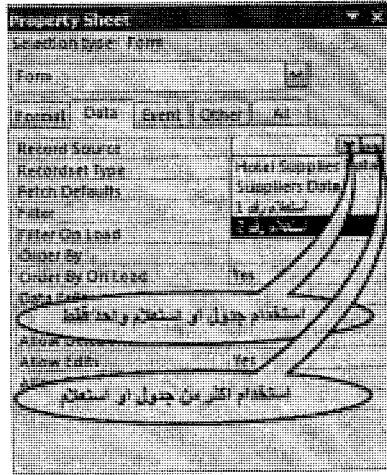 Property Sheet
Selection type: Form
Form
Format Data Event Other All
Record Source
Recordset Type
Fetch Defaults
Filter
Filter On Load
Order By
Order By On Load Yes
Data
Allow
Allow Edits Yes
Hotel Supplies
Suppliers Data
استعلام رقم 1
استعلام رقم 2
استخدام جدول او استعلام واحد فقط
استخدام اكثر من جدول او استعلام